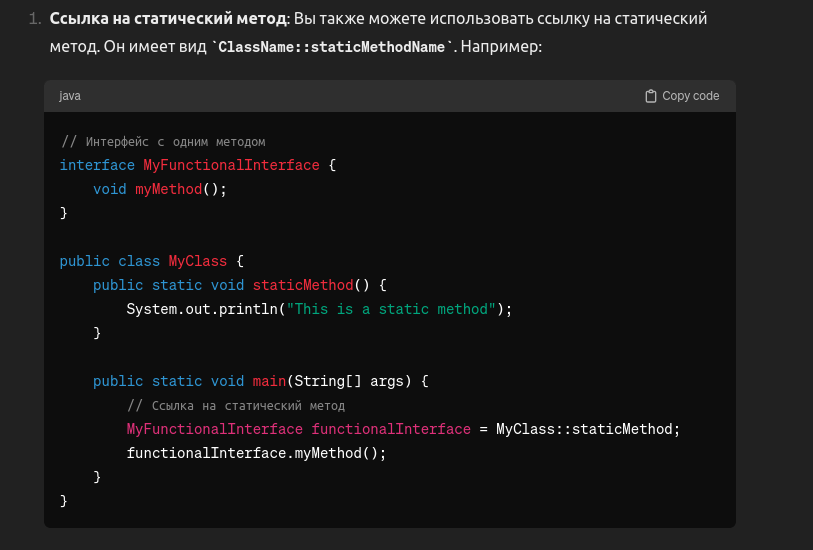 1. Ссылка на статический метод: Вы также можете использовать ссылку на статический
метод. Он имеет вид `ClassName::staticMethodName`. Например:
java Copy code
// Интерфейс с одним методом
interface MyFunctionalInterface {
    void myMethod();
}
public class MyClass {
    public static void staticMethod() {
        System.out.println("This is a static method");
    }
    public static void main(String[] args) {
        // Ссылка на статический метод
        MyFunctionalInterface functionalInterface = MyClass::staticMethod;
        functionalInterface.myMethod();
    }
}